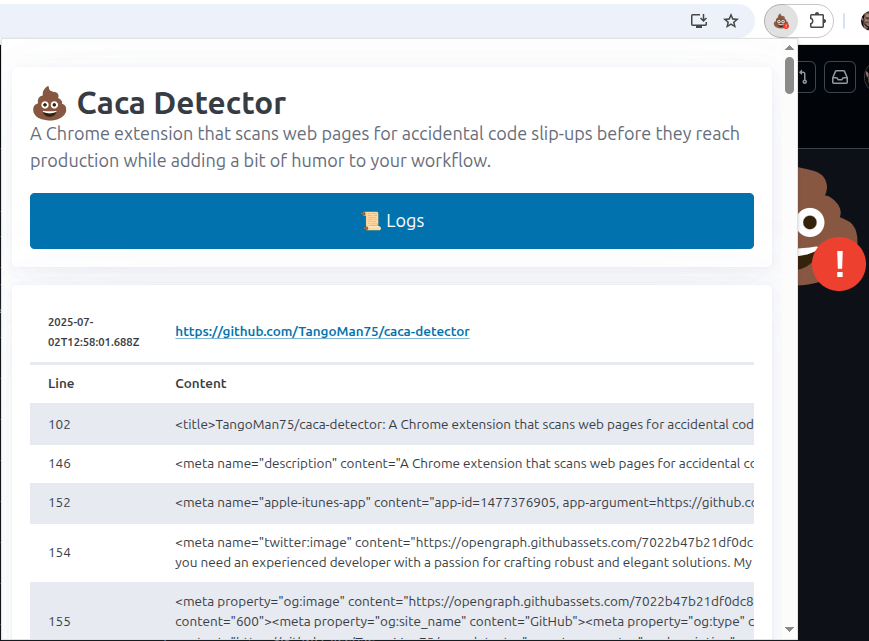 Caca Detector
A Chrome extension that scans web pages for accidental code slip-ups before they reach
production while adding a bit of humor to your workflow.
Logs
!
2025-07-
02T12:58:01.688Z
https://github.com/TangoMan75/caca-detector
Line Content
102 <title>TangoMan75/caca-detector: A Chrome extension that scans web pages for accidental cod
146 <meta name="description" content="A Chrome extension that scans web pages for accidental co
152 <meta name="apple-itunes-app" content="app-id=1477376905, app-argument=https://github.co
154 <meta name="twitter:image" content="https://opengraph.githubassets.com/7022b47b21df0dc
you need an experienced developer with a passion for crafting robust and elegant solutions. My
155 <meta property="og:image" content="https://opengraph.githubassets.com/7022b47b21df0dc8
content="600"><meta property="og:site_name" content="GitHub"><meta property="og:type" c